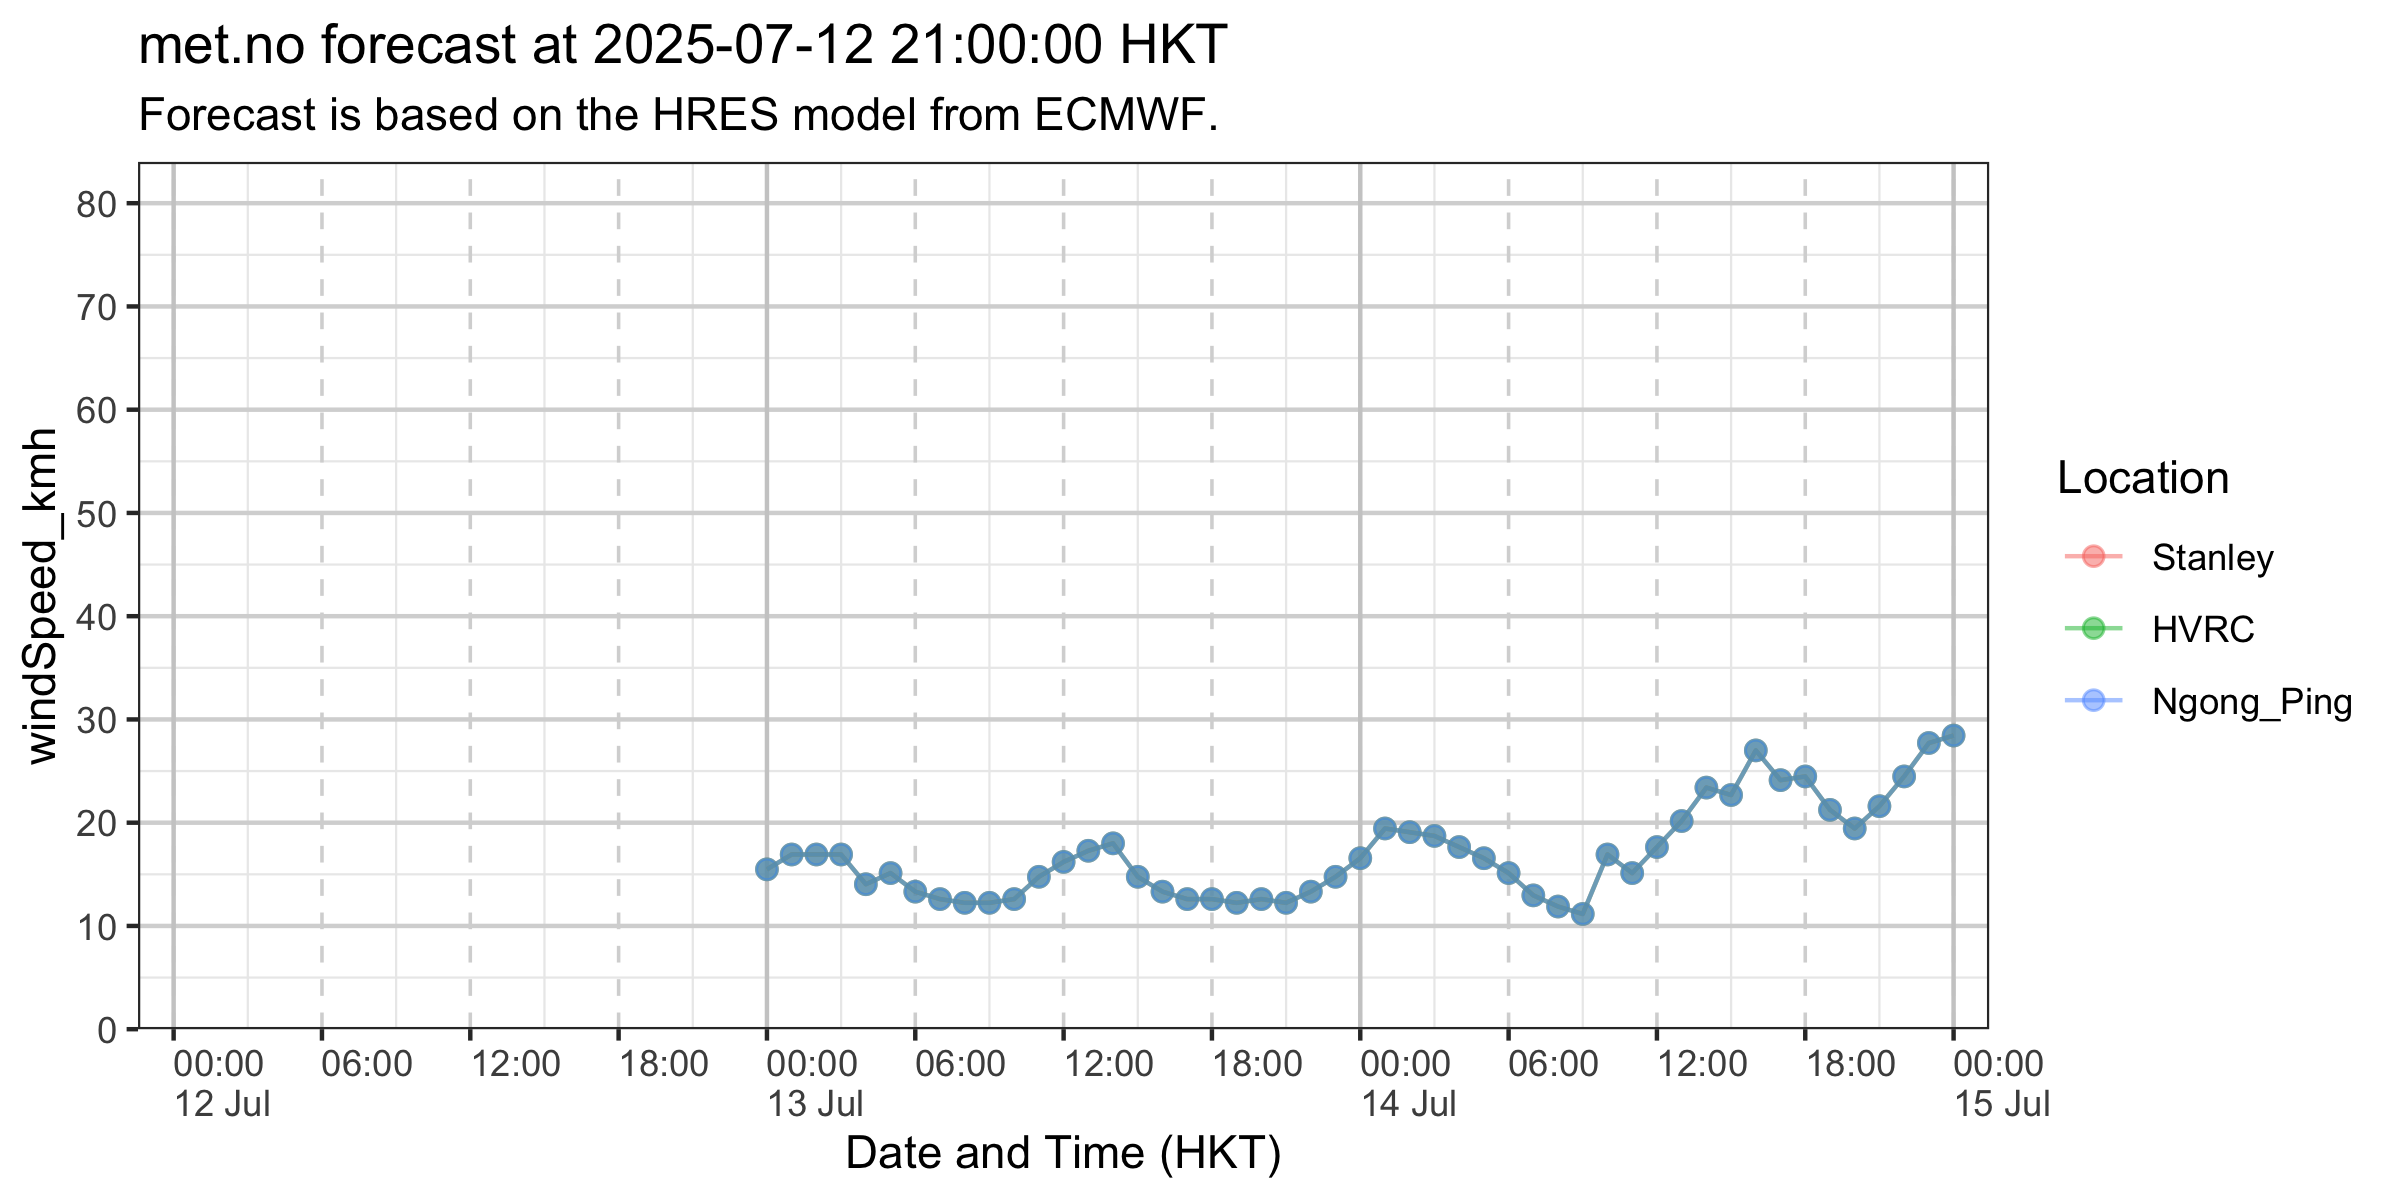 met.no forecast at 2025-07-12 21:00:00 HKT
Forecast is based on the HRES model from ECMWF.
windSpeed_kmh
80
70
60
50
40
30
20
10
0
00:00 06:00 12:00 18:00 00:00 06:00 12:00 18:00 00:00 06:00 12:00 18:00 00:00
12 Jul 13 Jul 14 Jul 15 Jul
Date and Time (HKT)
Location
Stanley
HVRC
Ngong_Ping